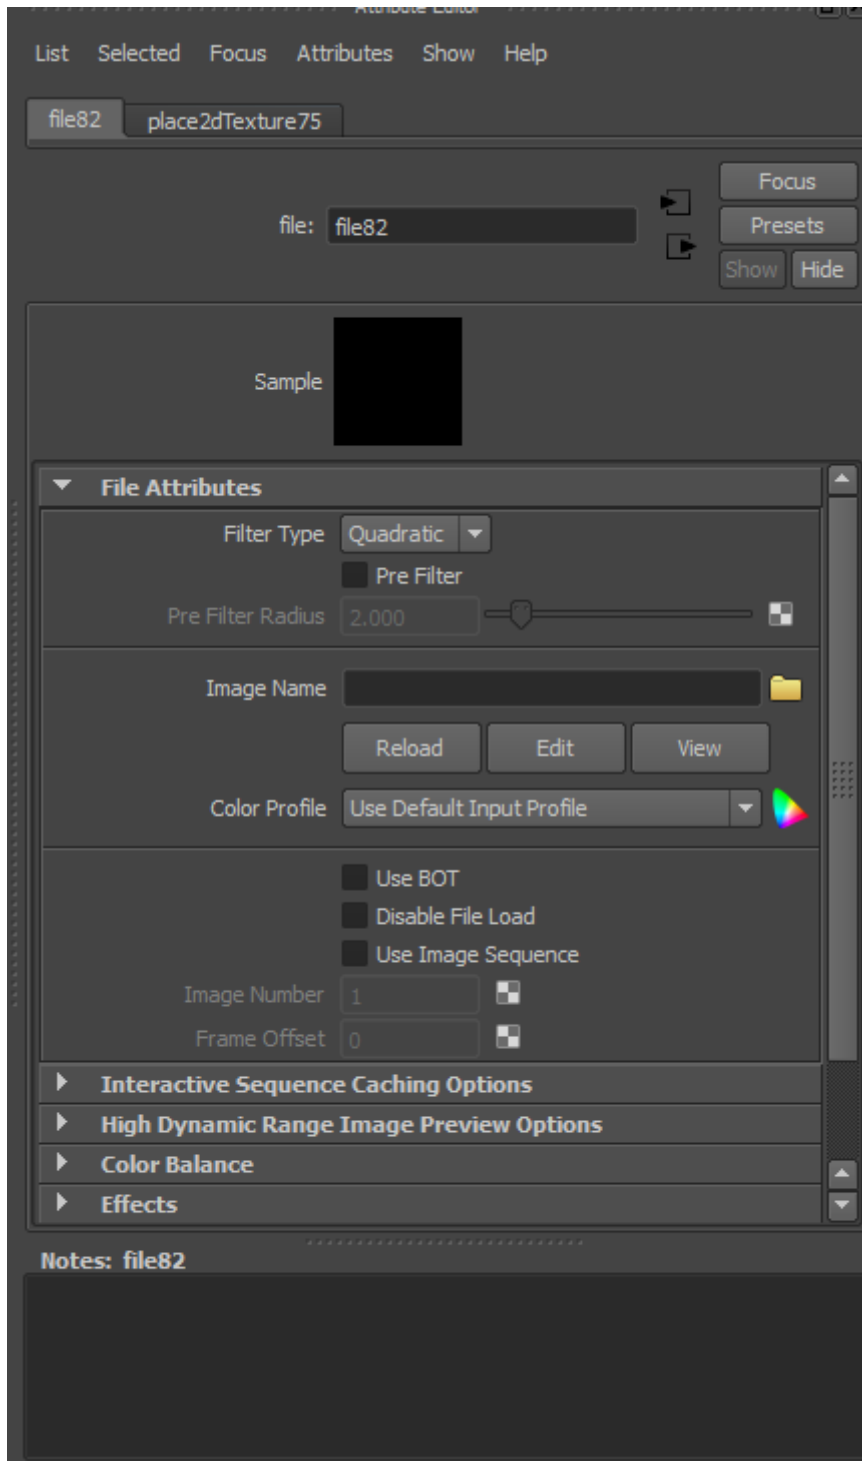 Attribute Editor
List Selected Focus Attributes Show Help
file82 place2dTexture75
Focus
file: file82
Presets
Show Hide
Sample
File Attributes
Filter Type Quadratic
Pre Filter
Pre Filter Radius 2.000
Image Name
Reload Edit View
Color Profile Use Default Input Profile
Use BOT
Disable File Load
Use Image Sequence
Image Number 1
Frame Offset 0
Interactive Sequence Caching Options
High Dynamic Range Image Preview Options
Color Balance
Effects
Notes: file82